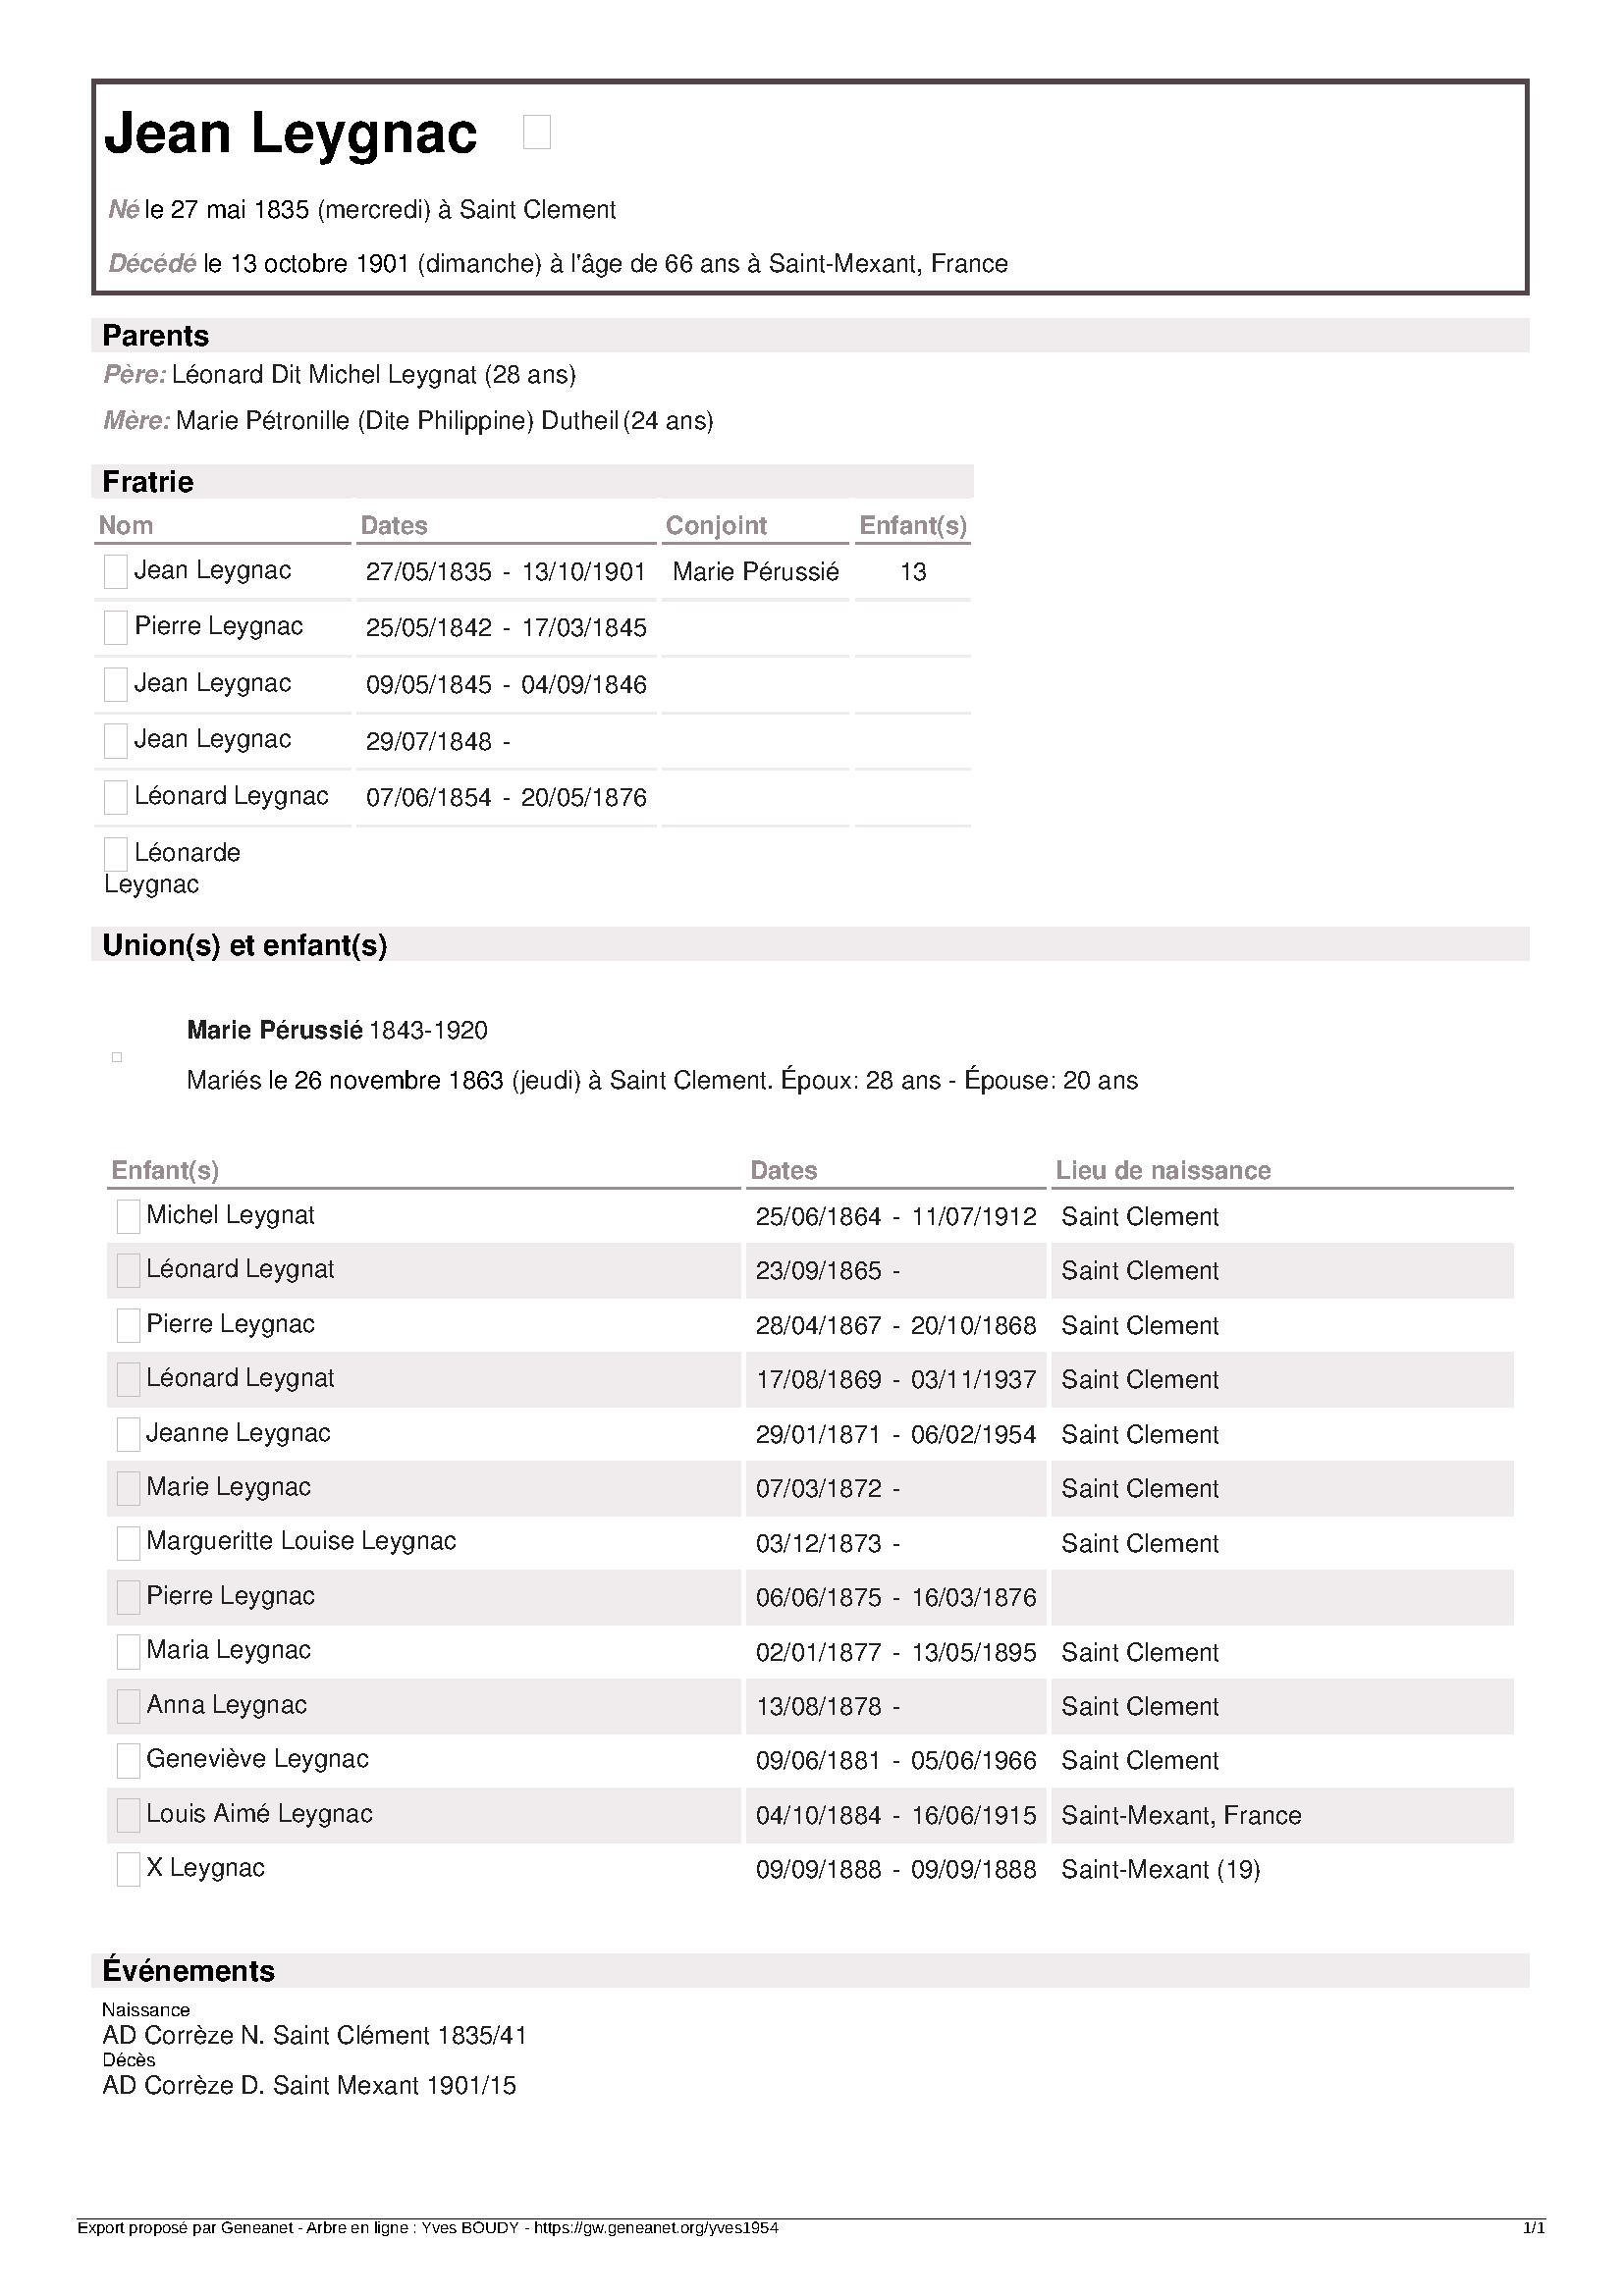 Jean Leygnac
Né le 27 mai 1835 (mercredi) à Saint Clement
Décédé le 13 octobre 1901 (dimanche) à l'âge de 66 ans à Saint-Mexant, France
Parents
Père: Léonard Dit Michel Leygnat (28 ans)
Mère: Marie Pétronille (Dite Philippine) Dutheil (24 ans)
Fratrie
Nom Dates Conjoint Enfant(s)
Jean Leygnac 27/05/1835 - 13/10/1901 Marie Pérussié 13
Pierre Leygnac 25/05/1842 - 17/03/1845
Jean Leygnac 09/05/1845 - 04/09/1846
Jean Leygnac 29/07/1848 -
Léonard Leygnac 07/06/1854 - 20/05/1876
Léonarde
Leygnac
Union(s) et enfant(s)
Marie Pérussié 1843-1920
Mariés le 26 novembre 1863 (jeudi) à Saint Clement. Époux: 28 ans - Épouse: 20 ans
Enfant(s) Dates Lieu de naissance
Michel Leygnat 25/06/1864 - 11/07/1912 Saint Clement
Léonard Leygnat 23/09/1865 - Saint Clement
Pierre Leygnac 28/04/1867 - 20/10/1868 Saint Clement
Léonard Leygnat 17/08/1869 - 03/11/1937 Saint Clement
Jeanne Leygnac 29/01/1871 - 06/02/1954 Saint Clement
Marie Leygnac 07/03/1872 - Saint Clement
Margueritte Louise Leygnac 03/12/1873 - Saint Clement
Pierre Leygnac 06/06/1875 - 16/03/1876
Maria Leygnac 02/01/1877 - 13/05/1895 Saint Clement
Anna Leygnac 13/08/1878 - Saint Clement
Geneviève Leygnac 09/06/1881 - 05/06/1966 Saint Clement
Louis Aimé Leygnac 04/10/1884 - 16/06/1915 Saint-Mexant, France
X Leygnac 09/09/1888 - 09/09/1888 Saint-Mexant (19)
Événements
Naissance
AD Corrèze N. Saint Clément 1835/41
Décès
AD Corrèze D. Saint Mexant 1901/15
Export proposé par Geneanet - Arbre en ligne : Yves BOUDY - https://gw.geneanet.org/yves1954 1/1